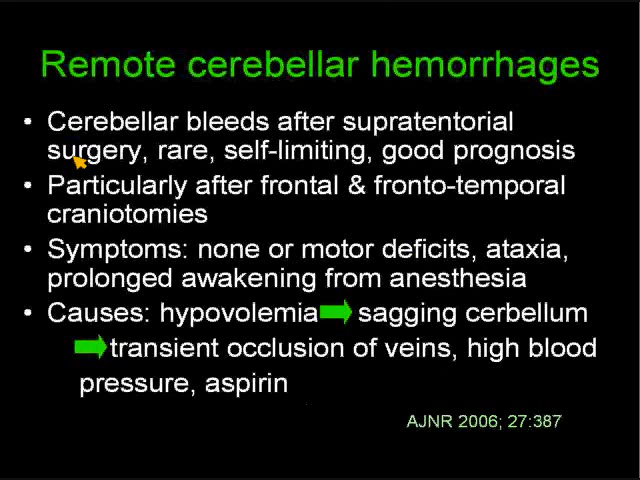 Remote cerebellar hemorrhages
• Cerebellar bleeds after supratentorial
surgery, rare, self-limiting, good prognosis
• Particularly after frontal & fronto-temporal
craniotomies
• Symptoms: none or motor deficits, ataxia,
prolonged awakening from anesthesia
• Causes: hypovolemia sagging cerbellum
transient occlusion of veins, high blood
pressure, aspirin
AJNR 2006; 27:387